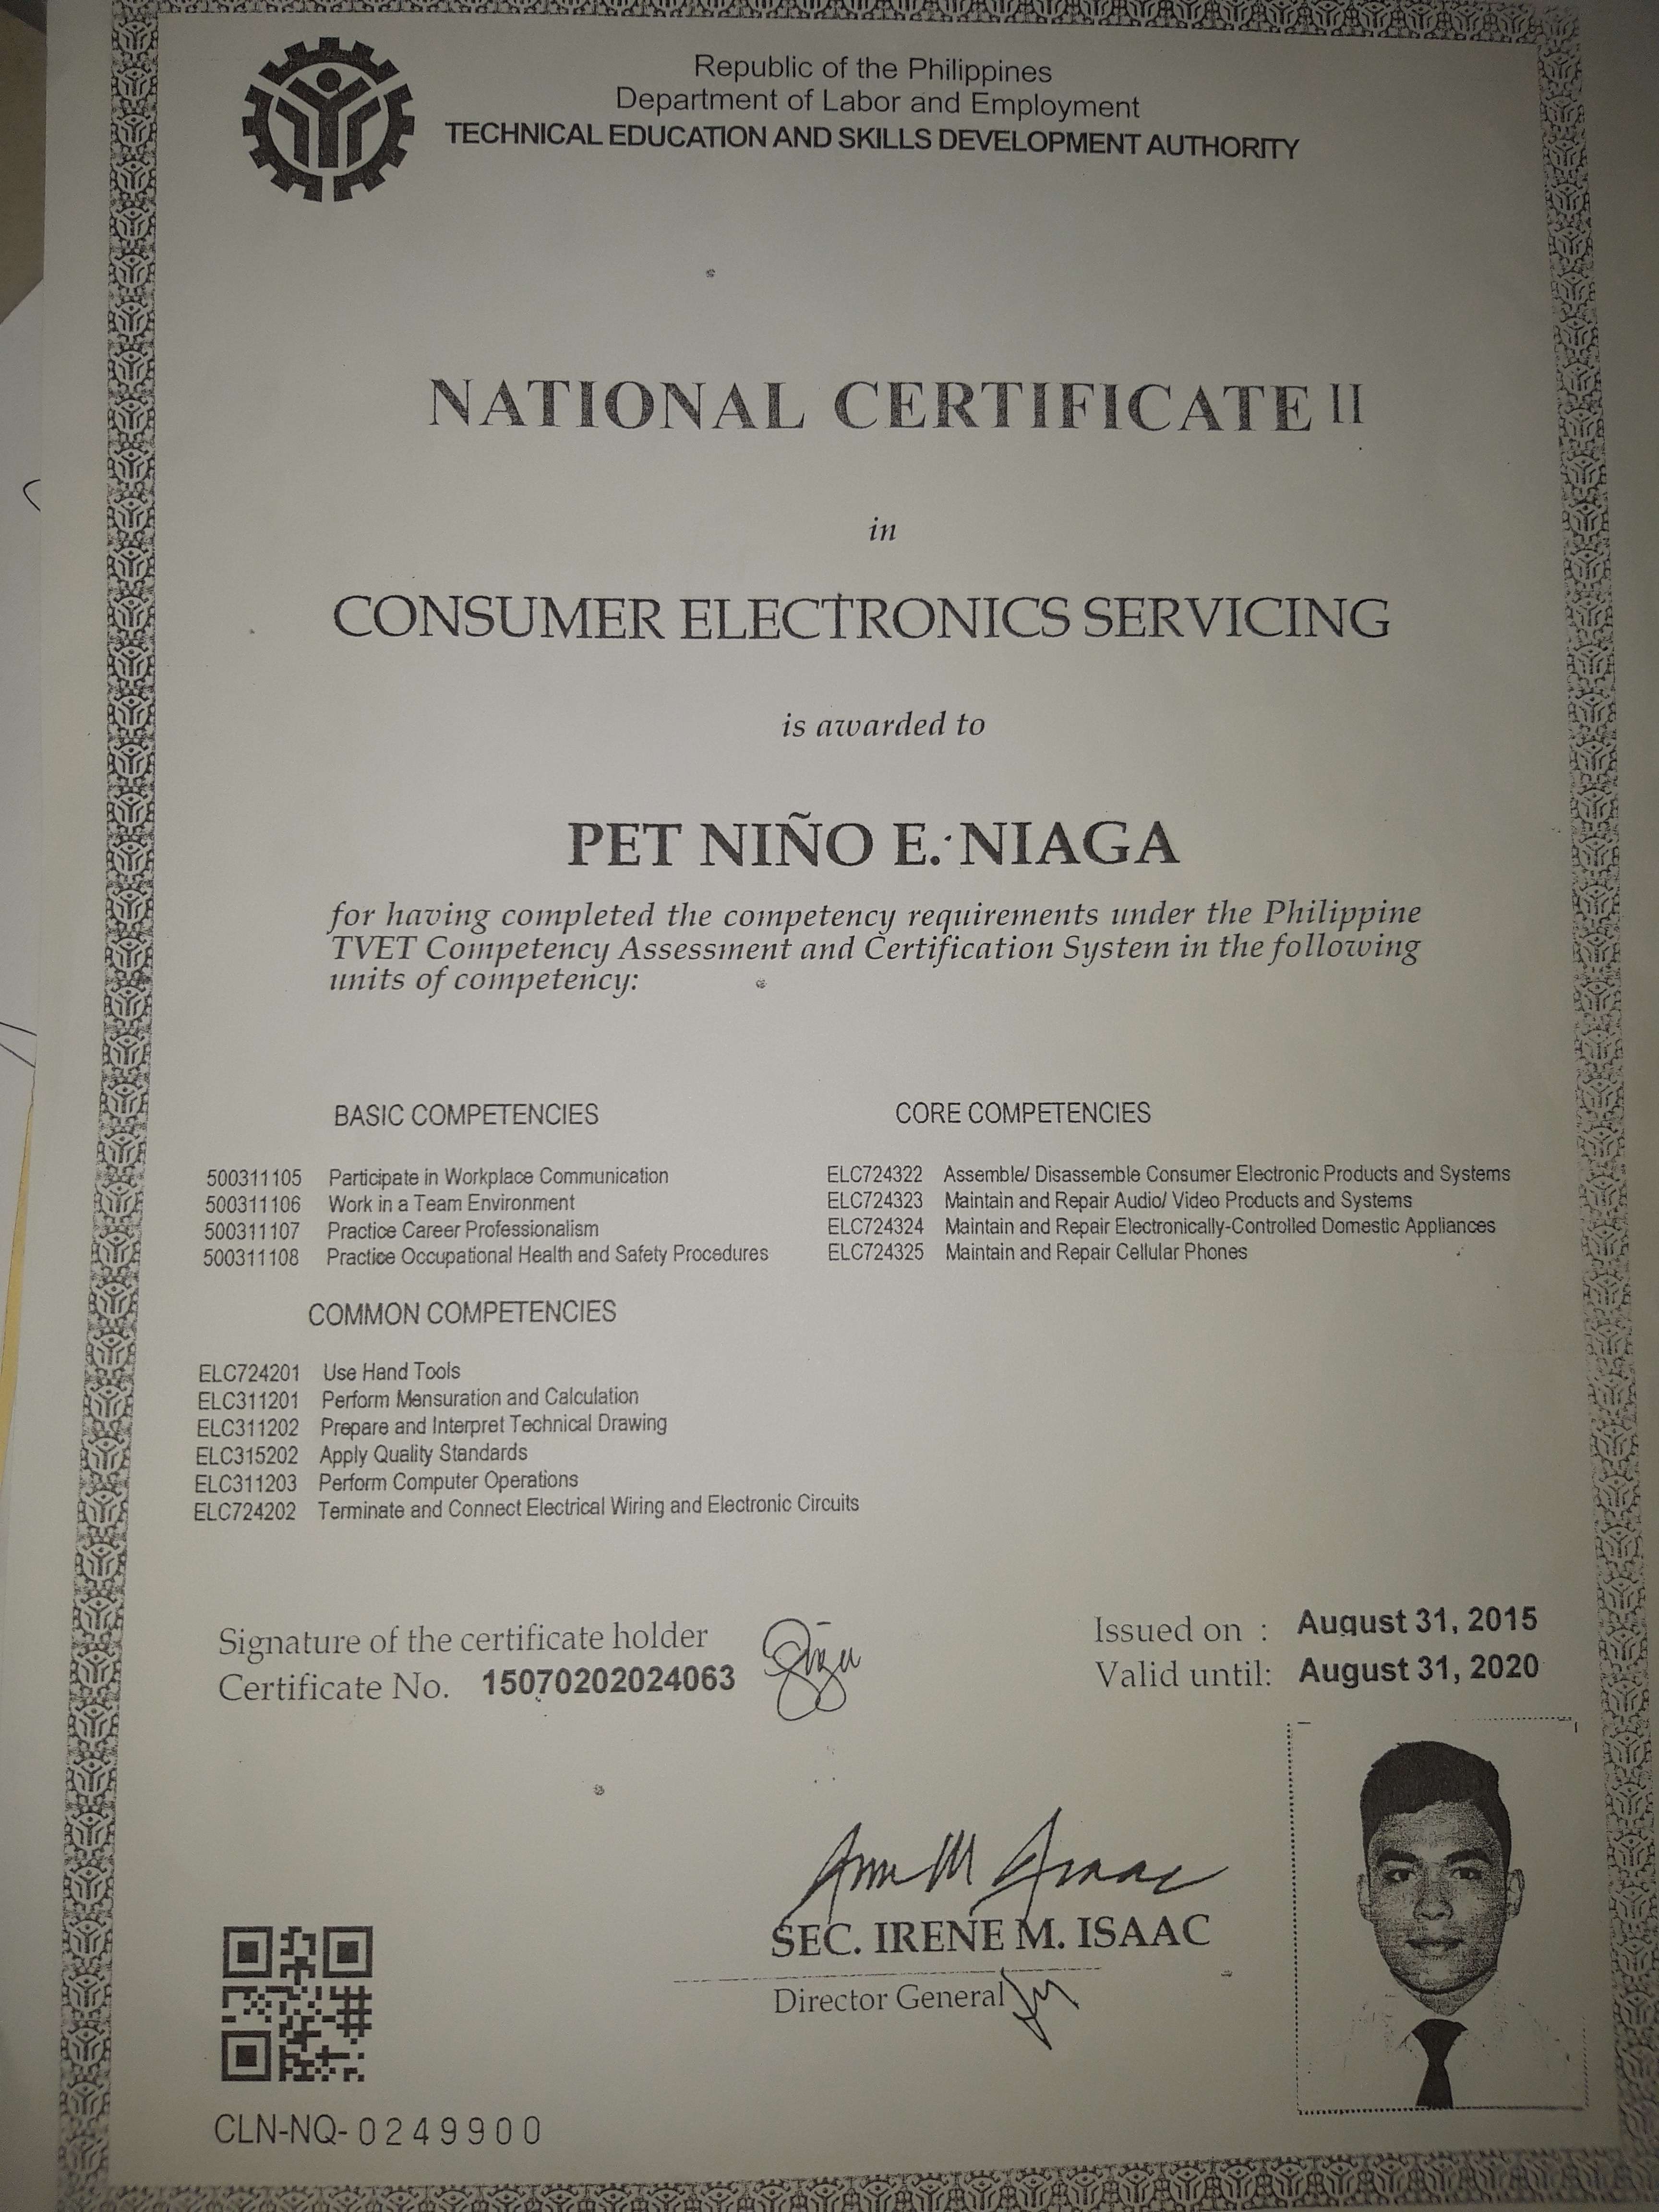 Republic of the Philippines
Department of Labor and Employment
TECHNICAL EDUCATION AND SKILLS DEVELOPMENT AUTHORITY
NATIONAL CERTIFICATE II
in
CONSUMER ELECTRONICS SERVICING
is awarded to
PET NIÑO E. NIAGA
for having completed the competency requirements under the Philippine
TVET Competency Assessment and Certification System in the following
units of competency:
BASIC COMPETENCIES
500311105 Participate in Workplace Communication
500311106 Work in a Team Environment
500311107 Practice Career Professionalism
500311108 Practice Occupational Health and Safety Procedures
CORE COMPETENCIES
ELC724322 Assemble/ Disassemble Consumer Electronic Products and Systems
ELC724323 Maintain and Repair Audio/ Video Products and Systems
ELC724324 Maintain and Repair Electronically-Controlled Domestic Appliances
ELC724325 Maintain and Repair Cellular Phones
COMMON COMPETENCIES
ELC724201 Use Hand Tools
ELC311201 Perform Mensuration and Calculation
ELC311202 Prepare and Interpret Technical Drawing
ELC315202 Apply Quality Standards
ELC311203 Perform Computer Operations
ELC724202 Terminate and Connect Electrical Wiring and Electronic Circuits
Signature of the certificate holder
Certificate No. 15070202024063
Issued on : August 31, 2015
Valid until: August 31, 2020
SEC. IRENE M. ISAAC
Director General
CLN-NQ-0249900